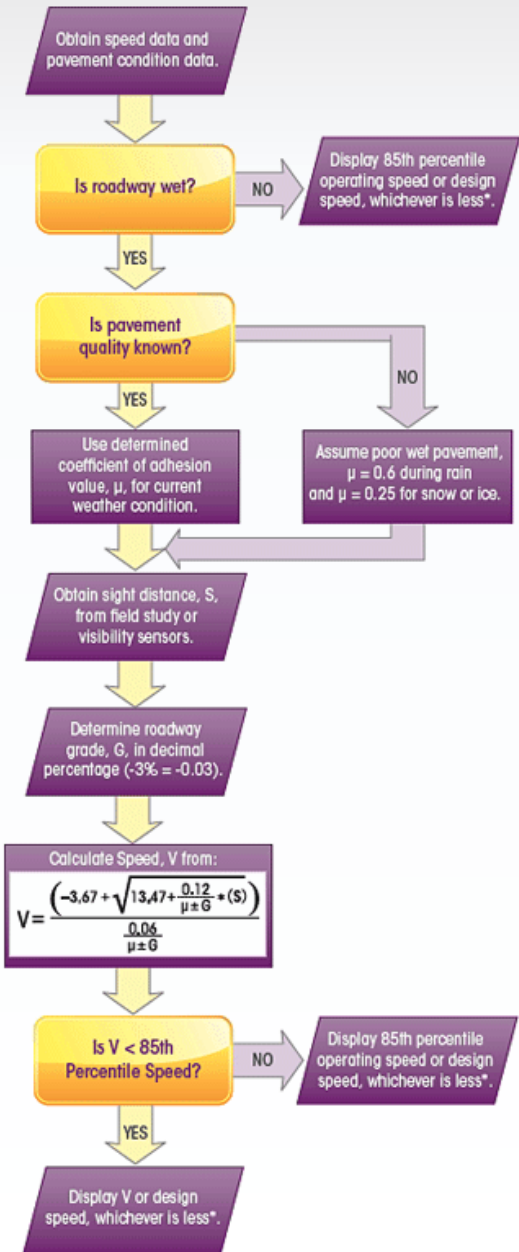 Obtain speed data and
pavement condition data.
Is roadway wet?
NO
Display 85th percentile
operating speed or design
speed, whichever is less*.
YES
Is pavement
quality known?
NO
YES
Use determined
coefficient of adhesion
value, μ, for current
weather condition.
Assume poor wet pavement,
μ = 0.6 during rain
and μ = 0.25 for snow or ice.
Obtain sight distance, S,
from field study or
visibility sensors.
Determine roadway
grade, G, in decimal
percentage (-3% = -0.03).
Calculate Speed, V from:
V = (-3,67 + √(13,47 + 0.12/(μ±G) * (S))) / (0.06/(μ±G))
Is V < 85th
Percentile Speed?
NO
Display 85th percentile
operating speed or design
speed, whichever is less*.
YES
Display V or design
speed, whichever is less*.